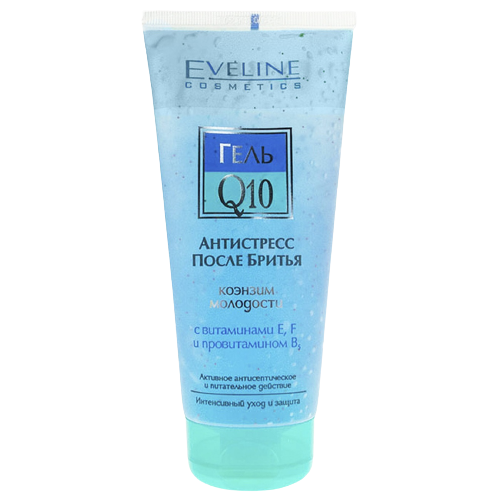 EVELINE
COSMETICS
ГЕЛЬ
Q10
АНТИСТРЕСС
ПОСЛЕ БРИТЬЯ
КОЭНЗИМ
МОЛОДОСТИ
С ВИТАМИНАМИ E, F
И ПРОВИТАМИНОМ B5
Активное антисептическое
и питательное действие
Интенсивный уход и защита